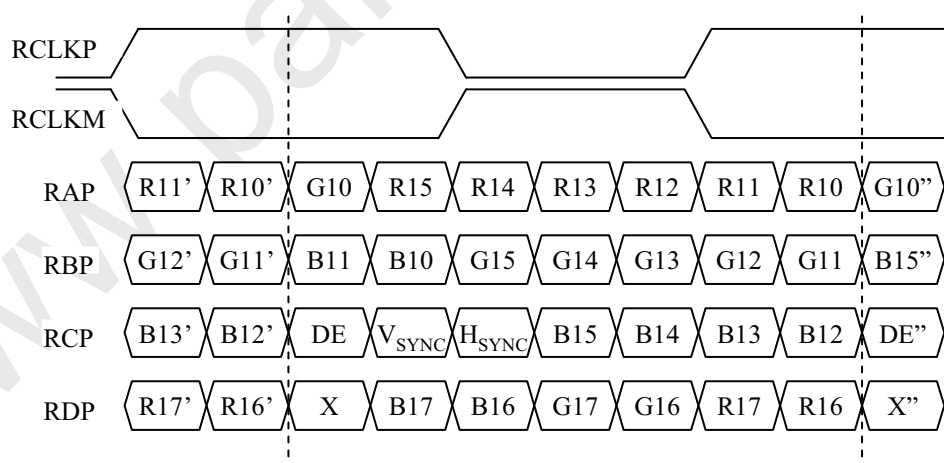 RCLKP
RCLKM
RAP R11’ R10’ G10 R15 R14 R13 R12 R11 R10 G10”
RBP G12’ G11’ B11 B10 G15 G14 G13 G12 G11 B15”
RCP B13’ B12’ DE VSYNC HSYNC B15 B14 B13 B12 DE”
RDP R17’ R16’ X B17 B16 G17 G16 R17 R16 X”